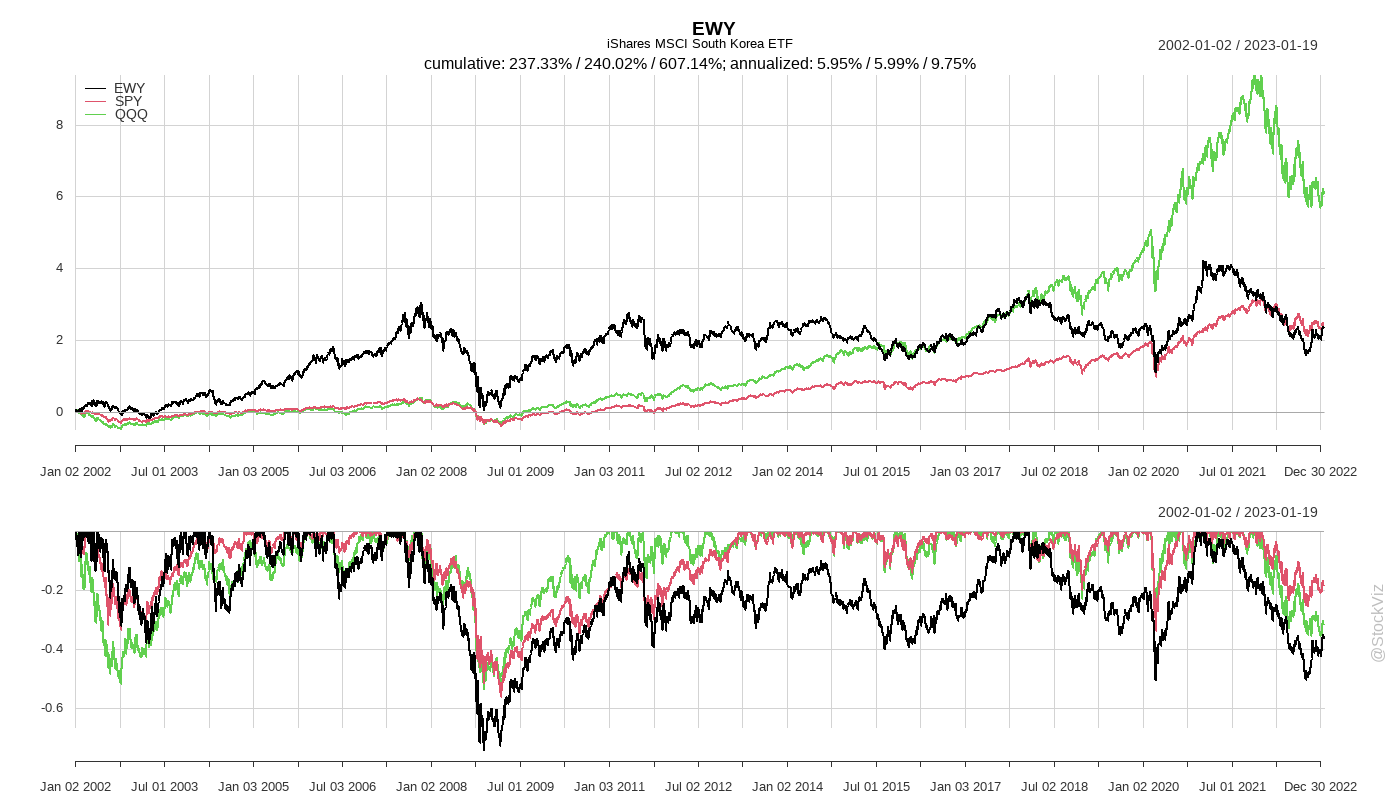 EWY
iShares MSCI South Korea ETF
2002-01-02 / 2023-01-19
cumulative: 237.33% / 240.02% / 607.14%; annualized: 5.95% / 5.99% / 9.75%
EWY
SPY
QQQ
8
6
4
2
0
Jan 02 2002 Jul 01 2003 Jan 03 2005 Jul 03 2006 Jan 02 2008 Jul 01 2009 Jan 03 2011 Jul 02 2012 Jan 02 2014 Jul 01 2015 Jan 03 2017 Jul 02 2018 Jan 02 2020 Jul 01 2021 Dec 30 2022
2002-01-02 / 2023-01-19
-0.2
-0.4
-0.6
Jan 02 2002 Jul 01 2003 Jan 03 2005 Jul 03 2006 Jan 02 2008 Jul 01 2009 Jan 03 2011 Jul 02 2012 Jan 02 2014 Jul 01 2015 Jan 03 2017 Jul 02 2018 Jan 02 2020 Jul 01 2021 Dec 30 2022
@StockViz